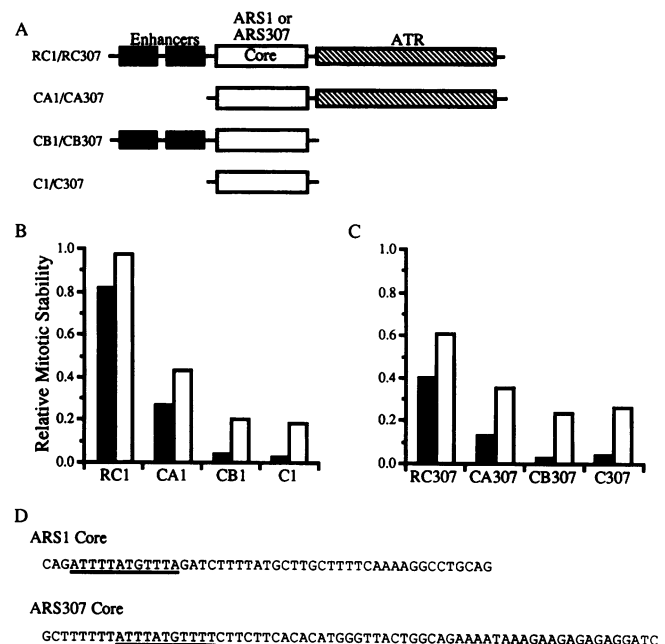 A
ARS1 or
ARS307
Enhancers
ATR
RC1/RC307
Core
CA1/CA307
CB1/CB307
C1/C307
B
C
Relative Mitotic Stability
1.0
0.8
0.6
0.4
0.2
0.0
RC1 CA1 CB1 C1
1.0
0.8
0.6
0.4
0.2
0.0
RC307 CA307 CB307 C307
D
ARS1 Core
CAGATTTTATGTTTAGATCTTTTATGCTTGCTTTTCAAAAGGCCTGCAG
ARS307 Core
GCTTTTTTATTTATGTTTTCTTCTTCACACATGGGTTACTGGCAGAAAATAAAGAAGAGAGAGGATC